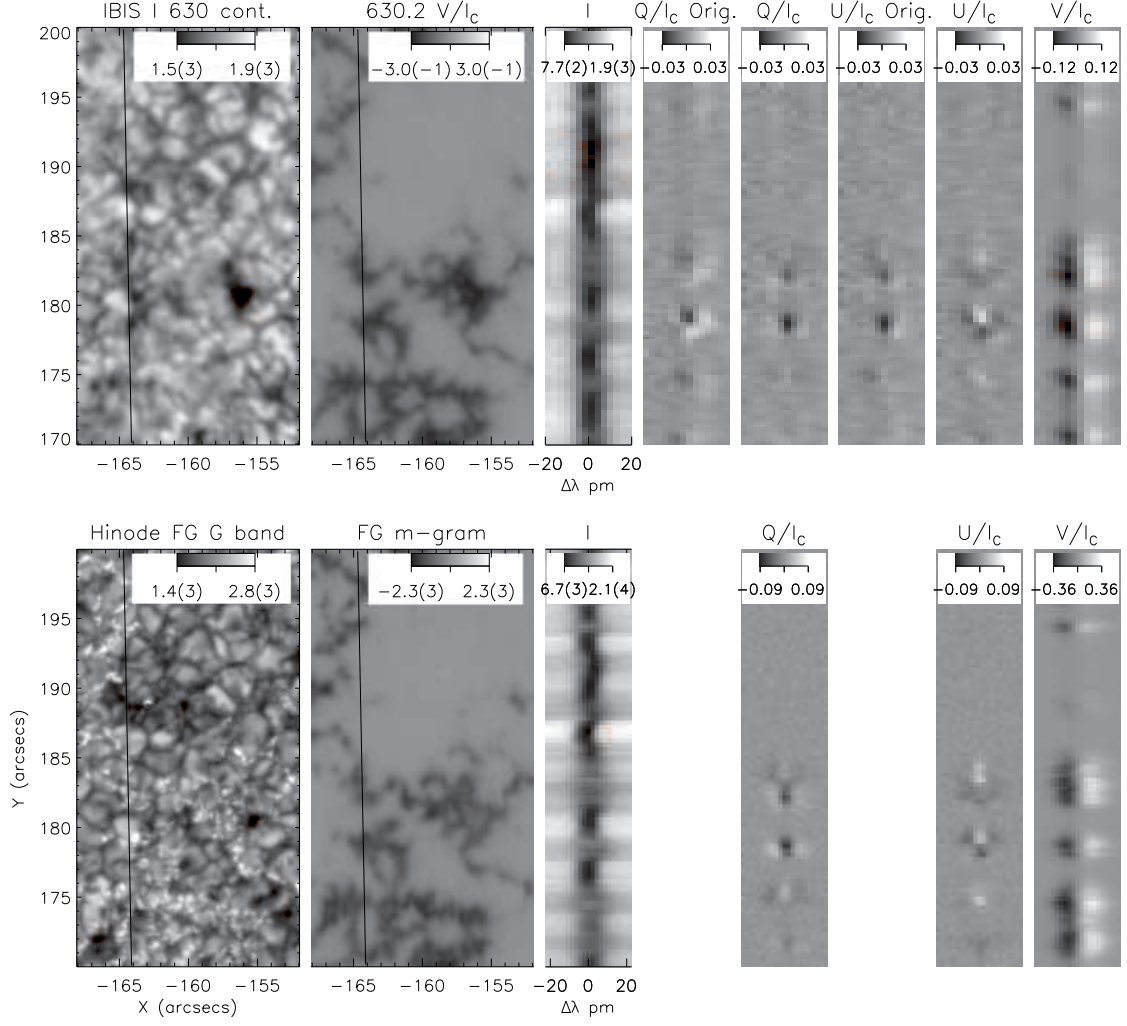 IBIS I 630 cont. 630.2 V/Ic I Q/Ic Orig. Q/Ic U/Ic Orig. U/Ic V/Ic
1.5(3) 1.9(3) −3.0(−1) 3.0(−1) 7.7(2) 1.9(3) −0.03 0.03 −0.03 0.03 −0.03 0.03 −0.03 0.03 −0.12 0.12
200
195
190
185
180
175
170
−165 −160 −155 −165 −160 −155 −20 0 20
Δλ pm
Hinode FG G band FG m−gram I Q/Ic U/Ic V/Ic
1.4(3) 2.8(3) −2.3(3) 2.3(3) 6.7(3) 2.1(4) −0.09 0.09 −0.09 0.09 −0.36 0.36
195
190
185
180
175
Y (arcsecs)
−165 −160 −155 −165 −160 −155 −20 0 20
X (arcsecs) Δλ pm